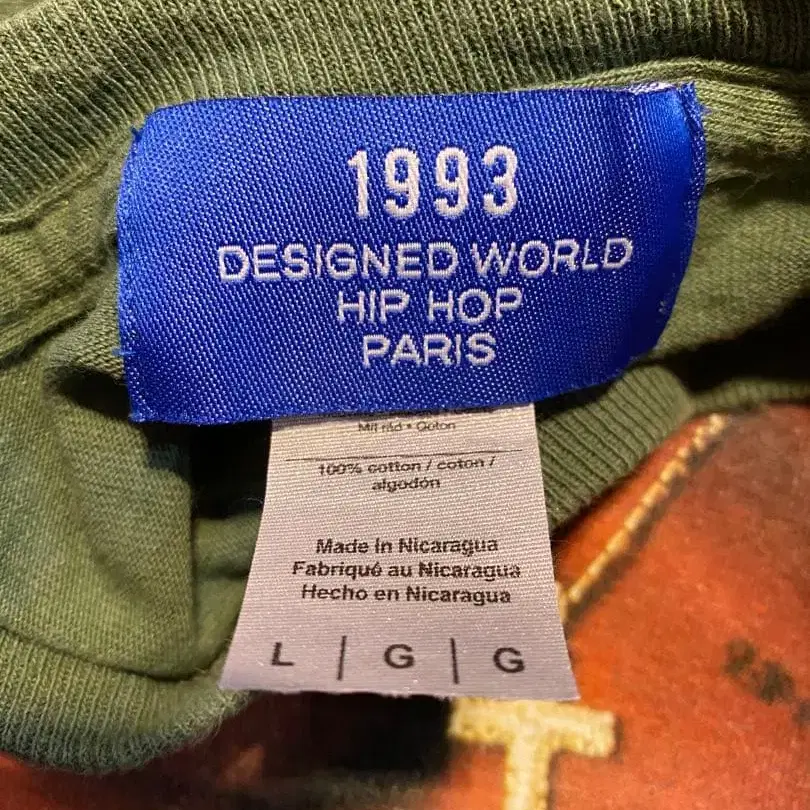 1993
DESIGNED WORLD
HIP HOP
PARIS
100% cotton / coton /
algodón
Made in Nicaragua
Fabriqué au Nicaragua
Hecho en Nicaragua
L | G | G
T